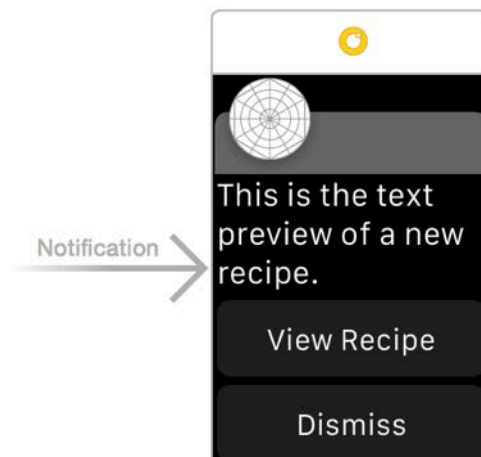 Notification
This is the text
preview of a new
recipe.
View Recipe
Dismiss